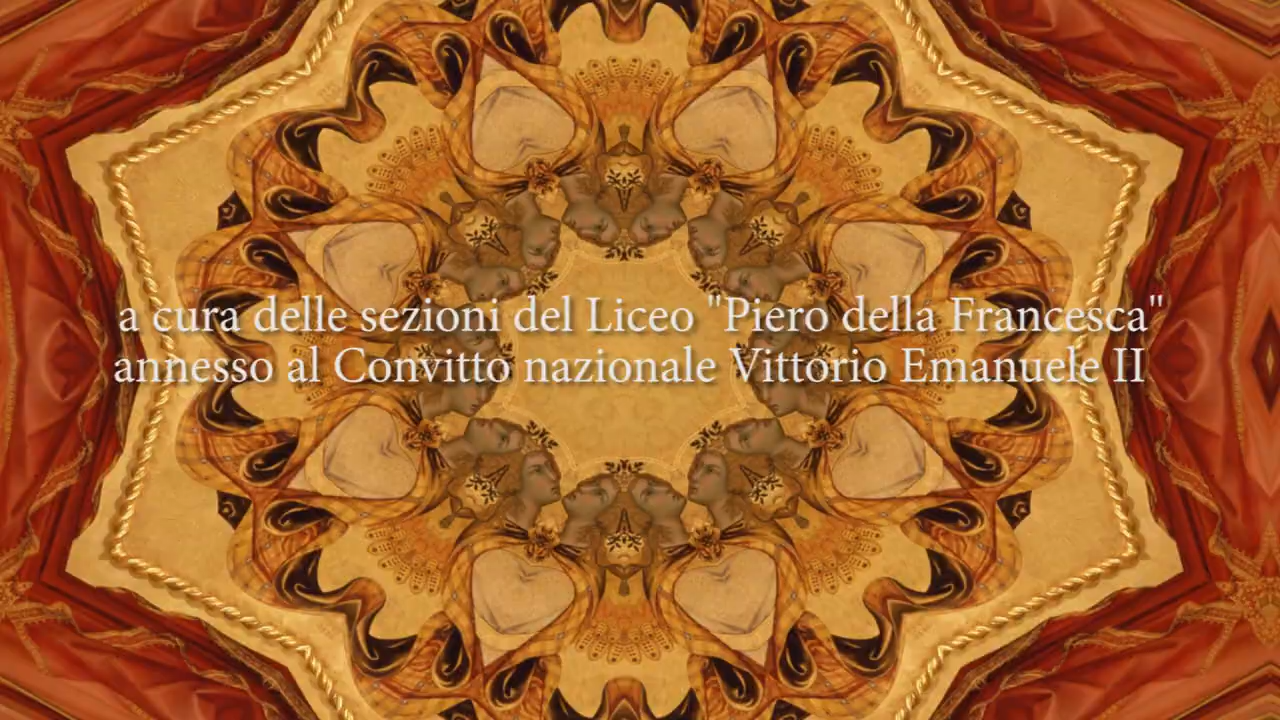 a cura delle sezioni del Liceo "Piero della Francesca"
annesso al Convitto nazionale Vittorio Emanuele II